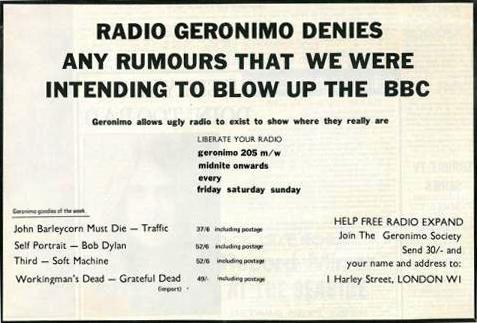 RADIO GERONIMO DENIES
ANY RUMOURS THAT WE WERE
INTENDING TO BLOW UP THE BBC
Geronimo allows ugly radio to exist to show where they really are
LIBERATE YOUR RADIO
geronimo 205 m/w
midnite onwards
every
friday saturday sunday
Geronimo goodies of the week
John Barleycorn Must Die — Traffic 37/6 including postage
Self Portrait — Bob Dylan 52/6 including postage
Third — Soft Machine 52/6 including postage
Workingman's Dead — Grateful Dead 49/- including postage
(import)
HELP FREE RADIO EXPAND
Join The Geronimo Society
Send 30/- and
your name and address to:
1 Harley Street, LONDON W1